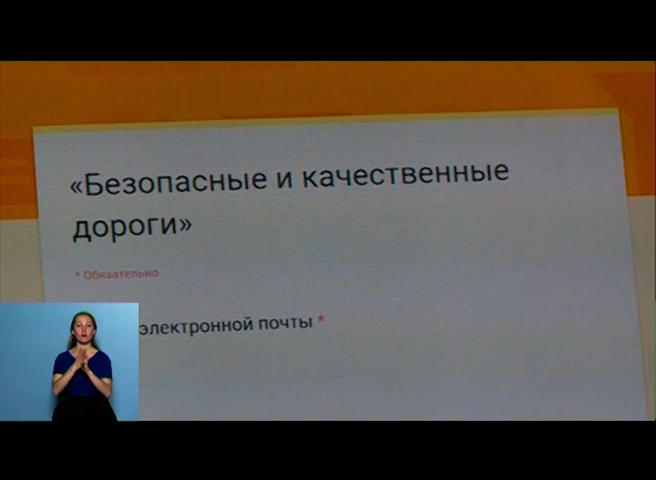 «Безопасные и качественные
дороги»
* Обязательно
электронной почты *